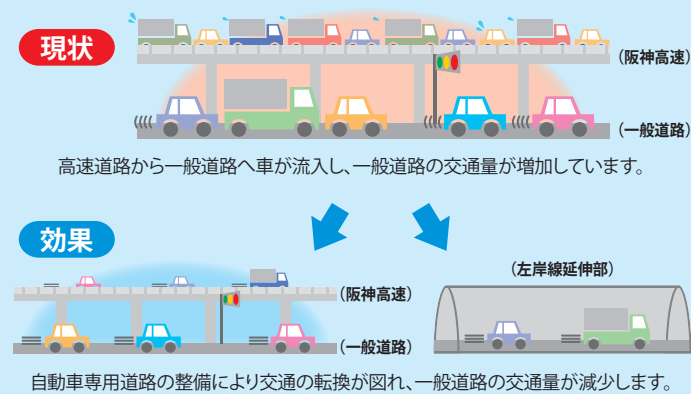 現状
(阪神高速)
(一般道路)
高速道路から一般道路へ車が流入し、一般道路の交通量が増加しています。
効果
(阪神高速)
(一般道路)
(左岸線延伸部)
自動車専用道路の整備により交通の転換が図れ、一般道路の交通量が減少します。